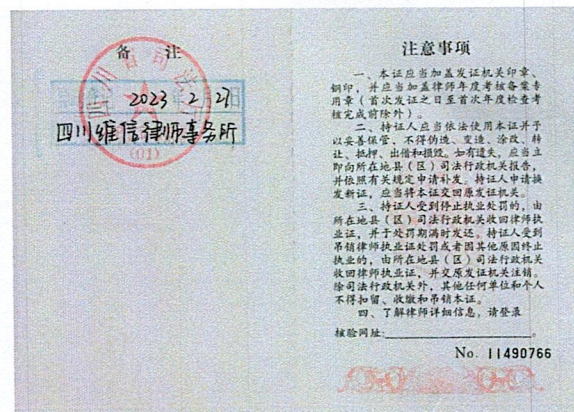 备 注
四川省司法厅
2023 年 2 月 27 日
四川维信律师事务所
(01)
注意事项
一、本证应当加盖发证机关印章、
钢印,并应当加盖律师年度考核备案专
用章(首次发证之日至首次年度检查考
核完成前除外)。
二、持证人应当依法使用本证并予
以妥善保管,不得伪造、变造、涂改、转
让、抵押、出借和损毁。如有遗失,应当立
即向所在地县(区)司法行政机关报告,
并依照有关规定申请补发。持证人申请换
发新证,应当将本证交回原发证机关。
三、持证人受到停止执业处罚的,由
所在地县(区)司法行政机关收回律师执
业证,并于处罚期满时发还。持证人受到
吊销律师执业证处罚或者因其他原因终止
执业的,由所在地县(区)司法行政机关
收回律师执业证,并交原发证机关注销。
除司法行政机关外,其他任何单位和个人
不得扣留、收缴和吊销本证。
四、了解律师详细信息,请登录
核验网址:
No. 11490766